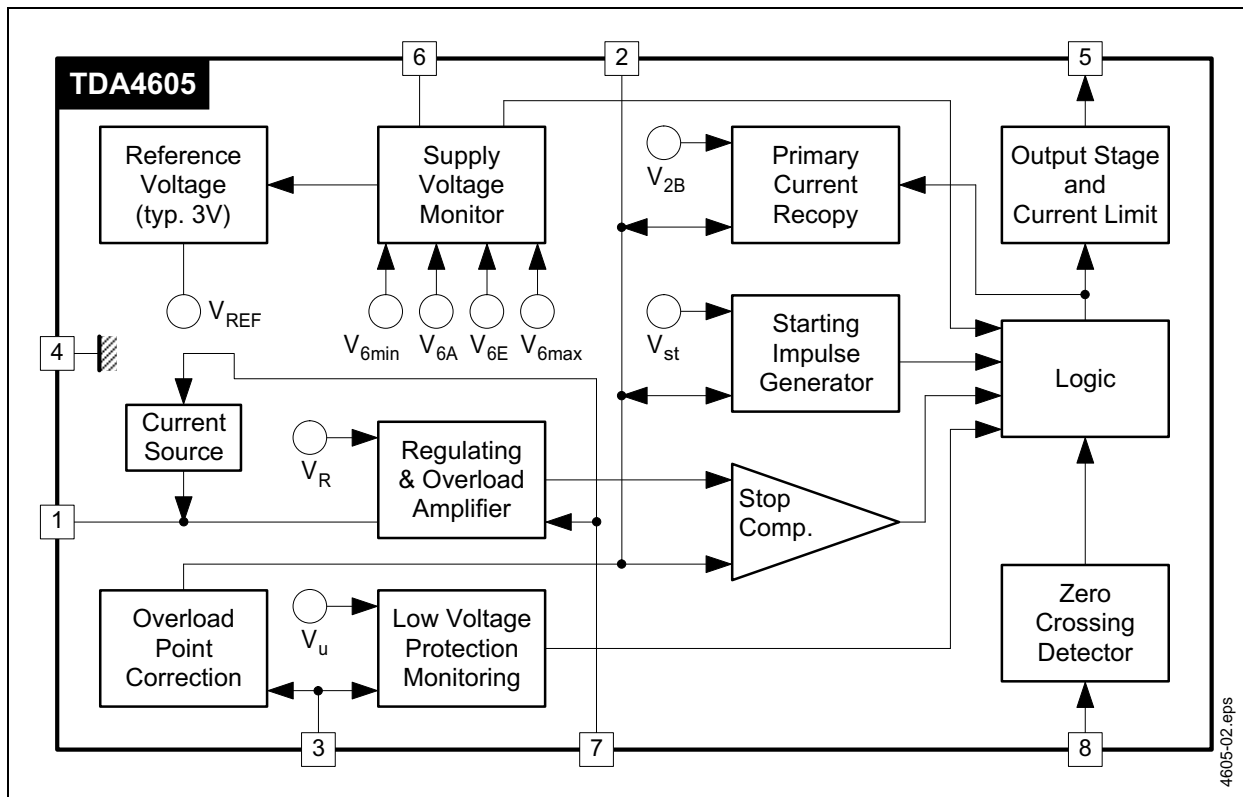 6
2
5
TDA4605
Reference
Voltage
(typ. 3V)
Supply
Voltage
Monitor
V2B
Primary
Current
Recopy
Output Stage
and
Current Limit
VREF
V6min
V6A
V6E
V6max
Vst
Starting
Impulse
Generator
Logic
4
Current
Source
VR
Regulating
& Overload
Amplifier
Stop
Comp.
1
Overload
Point
Correction
Vu
Low Voltage
Protection
Monitoring
Zero
Crossing
Detector
3
7
8
4605-02.eps